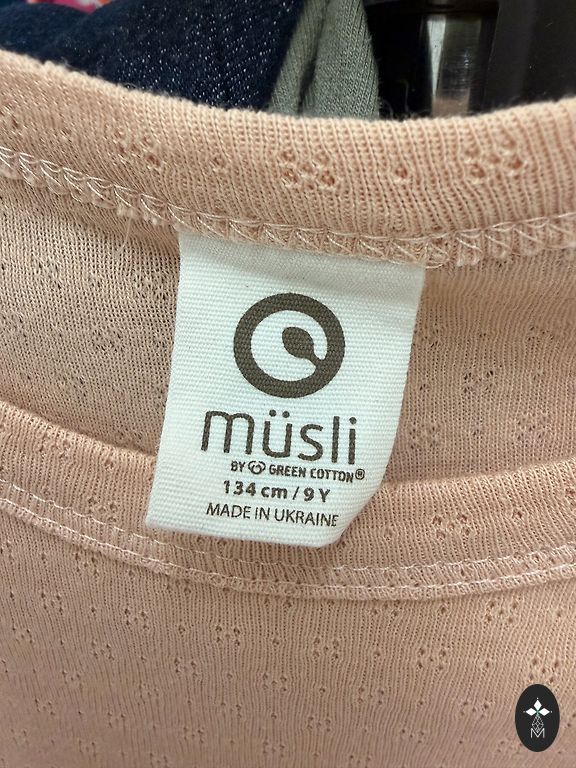 müsli
BY GREEN COTTON®
134 cm / 9 Y
MADE IN UKRAINE
M